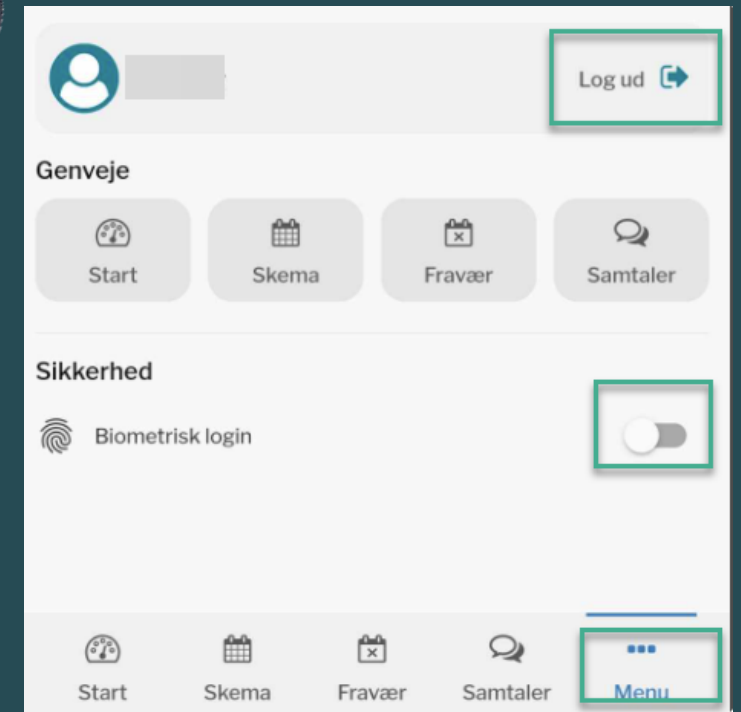 Log ud
Genveje
Start Skema Fravær Samtaler
Sikkerhed
Biometrisk login
Start Skema Fravær Samtaler Menu